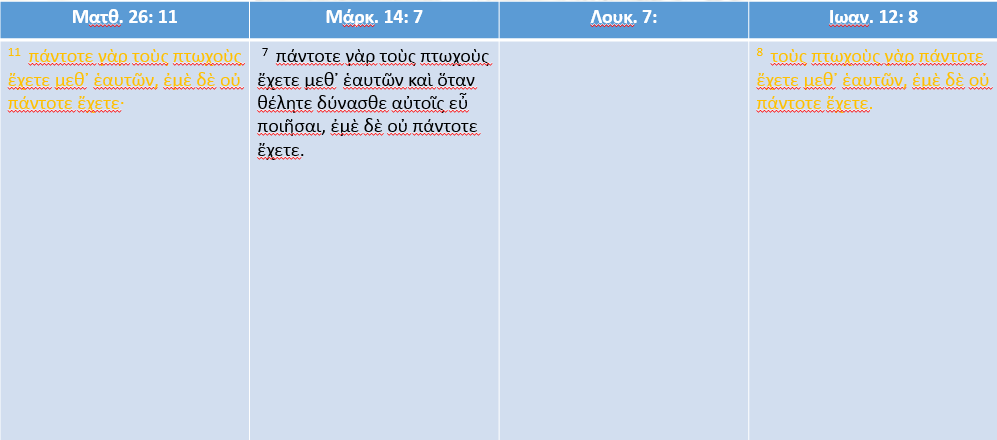 Ματθ. 26: 11
Μάρκ. 14: 7
Λουκ. 7:
Ιωαν. 12: 8
11 πάντοτε γὰρ τοὺς πτωχοὺς
ἔχετε μεθ᾽ ἑαυτῶν, ἐμὲ δὲ οὐ
πάντοτε ἔχετε·
7 πάντοτε γὰρ τοὺς πτωχοὺς
ἔχετε μεθ᾽ ἑαυτῶν καὶ ὅταν
θέλητε δύνασθε αὐτοῖς εὖ
ποιῆσαι, ἐμὲ δὲ οὐ πάντοτε
ἔχετε.
8 τοὺς πτωχοὺς γὰρ πάντοτε
ἔχετε μεθ᾽ ἑαυτῶν, ἐμὲ δὲ οὐ
πάντοτε ἔχετε.